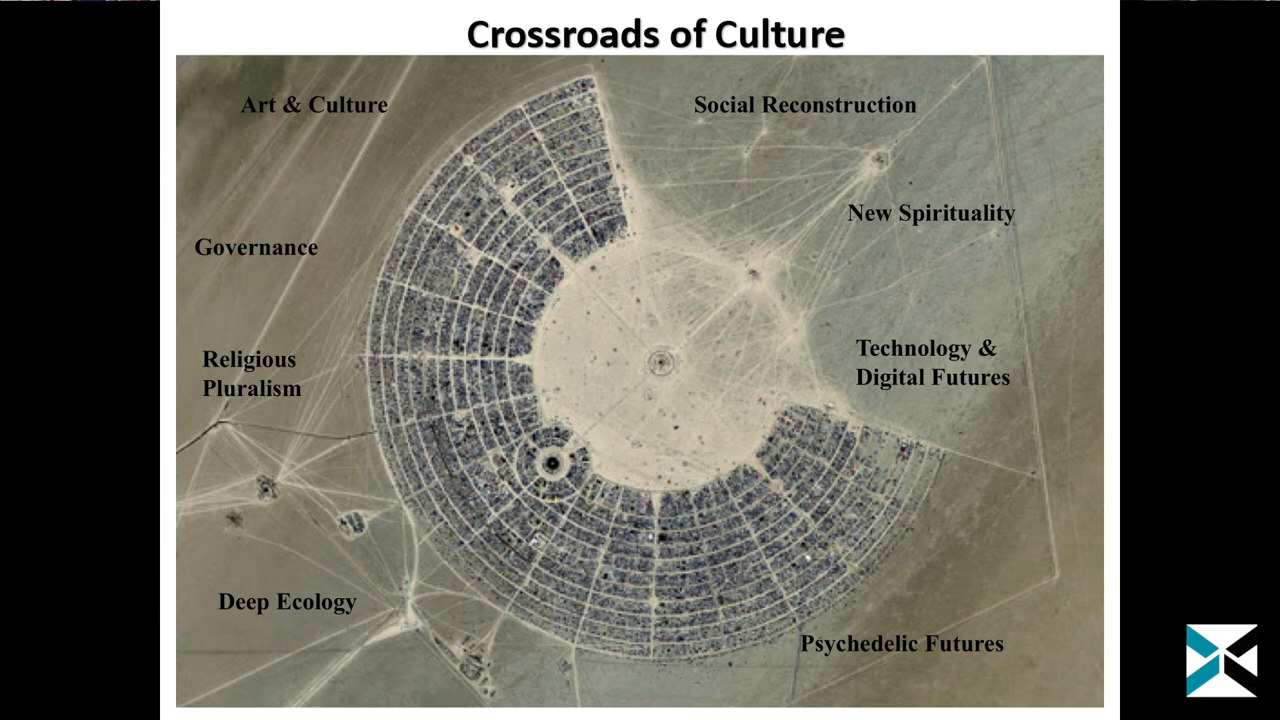 Crossroads of Culture
Art & Culture
Social Reconstruction
New Spirituality
Governance
Technology &
Digital Futures
Religious
Pluralism
Deep Ecology
Psychedelic Futures